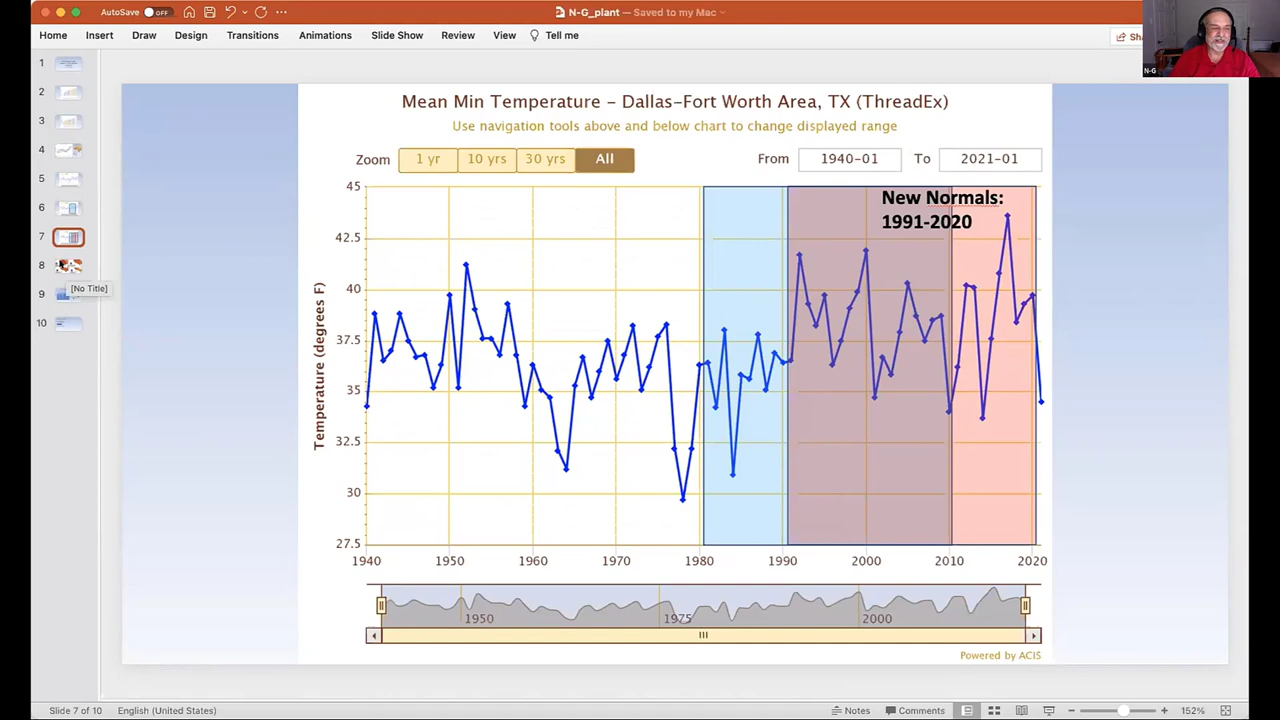 AutoSave OFF
N-G_plant — Saved to my Mac
Home Insert Draw Design Transitions Animations Slide Show Review View Tell me
Sha
N-G
1
2
3
4
5
6
7
8
9
10
[No Title]
Mean Min Temperature – Dallas–Fort Worth Area, TX (ThreadEx)
Use navigation tools above and below chart to change displayed range
Zoom 1 yr 10 yrs 30 yrs All From 1940-01 To 2021-01
New Normals:
1991-2020
Temperature (degrees F)
45
42.5
40
37.5
35
32.5
30
27.5
1940 1950 1960 1970 1980 1990 2000 2010 2020
1950 1975 2000
Powered by ACIS
Slide 7 of 10 English (United States) Notes Comments 152%